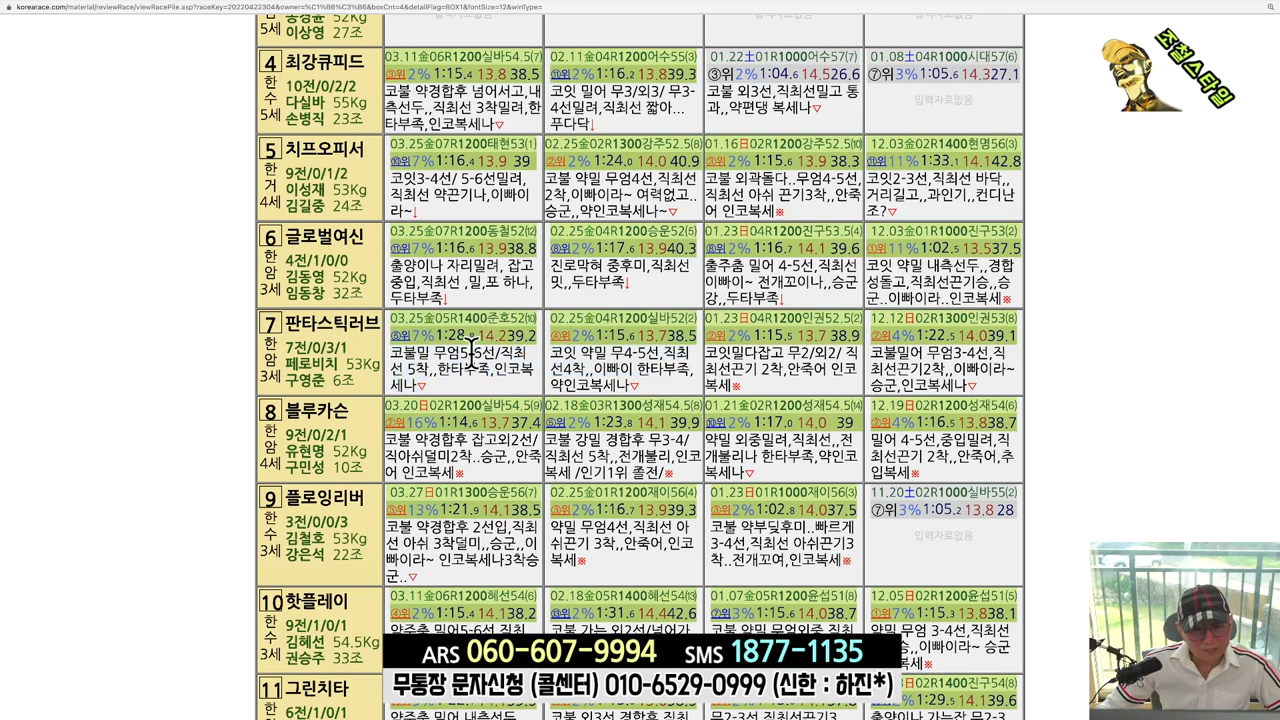 korearace.com/material/reviewRace/viewRacePile.asp?raceKey=20220422304&owner=%C1%B6%C3%B6&boxCnt=4&detailFlag=BOX1&fontSize=12&winType=
조철스타일
5세 이상영 27조
4 최강큐피드
한 수 5세
10전/0/2/2
다실바 55Kg
손병직 23조
03.11金06R1200실바54.5(7)
③위 2% 1:15.4 13.8 38.5
코불 약경합후 넘어서고,내
측선두,,직최선 3착밀려,한
타부족,인코복세나▽
02.11金04R1200어수55(3)
⑪위 2% 1:16.2 13.8 39.3
인짓 밀어 무3/외3/ 무3-
4선밀려,직최선 짧아...
푸다닥↓
01.22土01R1000어수57(7)
③위 2% 1:04.6 14.5 26.6
코불 외3선,직최선밀고 통
과,,약편댕 복세나▽
01.08土04R1000시대57(6)
⑦위 3% 1:05.6 14.3 27.1
입력자료없음
5 치프오피서
한 거 4세
9전/0/1/2
이성재 53Kg
김길중 24조
03.25金07R1200태현53(1)
⑩위 7% 1:16.4 13.9 39
코잇3-4선/ 5-6선밀려,
직최선 약끈기나,이빠이
라~↓
02.25金02R1300강주52.5(8)
②위 2% 1:24.0 14.0 40.9
코불 약밀 무엄4선,직최선
2착,이빠이라~ 여력없고..
승군,,약인코복세나~▽
01.16日02R1200강주52.5(10)
③위 2% 1:15.6 13.9 38.3
코불 외곽돌다..무엄4-5선,
직최선 아쉬 끈기3착,,안죽
어 인코복세※
12.03金02R1400현명56(3)
⑪위 11% 1:33.1 14.1 42.8
코잇2-3선,직최선 바닥,,
거리길고,,과인기,,컨디난
조?▽
6 글로벌여신
한 암 3세
4전/1/0/0
김동영 52Kg
임동창 32조
03.25金07R1200동철52(12)
⑪위 7% 1:16.6 13.9 38.8
출양이나 자리밀려, 잡고
중입,직최선 ,밀,포 하나,
두타부족↓
02.25金04R1200승운52(5)
⑧위 2% 1:17.6 13.9 40.3
진로막혀 중후미,직최선
밋,,두타부족↓
01.23日04R1200진구53.5(4)
⑧위 2% 1:16.7 14.1 39.6
출주춤 밀어 4-5선,직최선
이빠이~ 전개꼬이나,,승군
강,,두타부족↓
12.03金01R1000진구53(2)
①위 11% 1:02.5 13.5 37.5
코잇 약밀 내측선두,,경합
성돌고,직최선끈기승,,승
군..이빠이라..인코복세※
7 판타스틱러브
한 암 3세
7전/0/3/1
페로비치 53Kg
구영준 6조
03.25金05R1400준호52(10)
⑥위 7% 1:28. 14.2 39.2
코불밀 무엄5-6선/직최
선 5착,,한타부족,인코복
세나▽
02.25金04R1200실바52(2)
④위 2% 1:15.6 13.7 38.5
코잇 약밀 무4-5선,직최
선4착,,이빠이 한타부족,
약인코복세나▽
01.23日04R1200인권52.5(2)
②위 2% 1:15.5 13.7 38.9
코잇밀다잡고 무2/외2/ 직
최선끈기 2착,안죽어 인코
복세※
12.12日02R1300인권53(8)
②위 4% 1:22.5 14.0 39.1
코불밀어 무엄3-4선,직
최선끈기2착,,이빠이라~
승군,인코복세나▽
8 블루카슨
한 암 4세
9전/0/2/1
유현명 52Kg
구민성 10조
03.20日02R1200실바54.5(9)
②위 16% 1:14.6 13.7 37.4
코불 약경합후 잡고외2선/
직아쉬덜미2착..승군,,안죽
어 인코복세※
02.18金03R1300성재54.5(8)
⑤위 2% 1:23.8 14.1 39.9
코불 강밀 경합후 무3-4/
직최선 5착,,전개불리,인코
복세 /인기1위 졸전/※
01.21金02R1200성재54.5(14)
⑩위 2% 1:17.0 14.0 39
약밀 외중밀려,직최선,,전
개불리나 한타부족,약인코
복세나▽
12.19日02R1200성재54(6)
②위 4% 1:16.5 13.8 38.7
밀어 4-5선,중입밀려,직
최선끈기 2착,,안죽어,추
입복세※
9 플로잉리버
한 수 3세
3전/0/0/3
김철호 53Kg
강은석 22조
03.27日01R1300승운56(7)
③위 13% 1:21.9 14.1 38.5
코불 약경합후 2선입,직최
선 아쉬 3착덜미,,승군,,이
빠이라~ 인코복세나3착승
군..▽
02.25金01R1200재이56(4)
③위 2% 1:16.7 13.9 39.3
약밀 무엄4선,직최선 아
쉬끈기 3착,,안죽어,인코
복세※
01.23日01R1000재이56(3)
③위 2% 1:02.8 14.0 37.5
코불 약부딪후미..빠르게
3-4선,직최선 아쉬끈기3
착..전개꼬여,인코복세※
11.20土02R1000실바55(2)
⑦위 3% 1:05.2 13.8 28
입력자료없음
10 핫플레이
한 수 3세
9전/1/0/1
김혜선 54.5Kg
권승주 33조
03.11金06R1200혜선54(6)
④위 2% 1:15.4 14.1 38.2
약주춤 밀어5-6선 직최
02.18金05R1400혜선54(13)
⑬위 2% 1:31.6 14.4 42.6
코불 가는 외2선/넘어가
01.07金05R1200윤섭51(8)
⑦위 3% 1:15.6 14.0 38.7
코불 약밀 무엄외중 직최
12.05日02R1200윤섭51(5)
①위 7% 1:15.3 13.8 38.1
약밀 무엄 3-4선,직최선
승,,이빠이라~ 승군
복세※
11 그린치타
6전/1/0/1
ARS 060-607-9994 SMS 1877-1135
무통장 문자신청 (콜센터) 010-6529-0999 (신한 : 하진*)